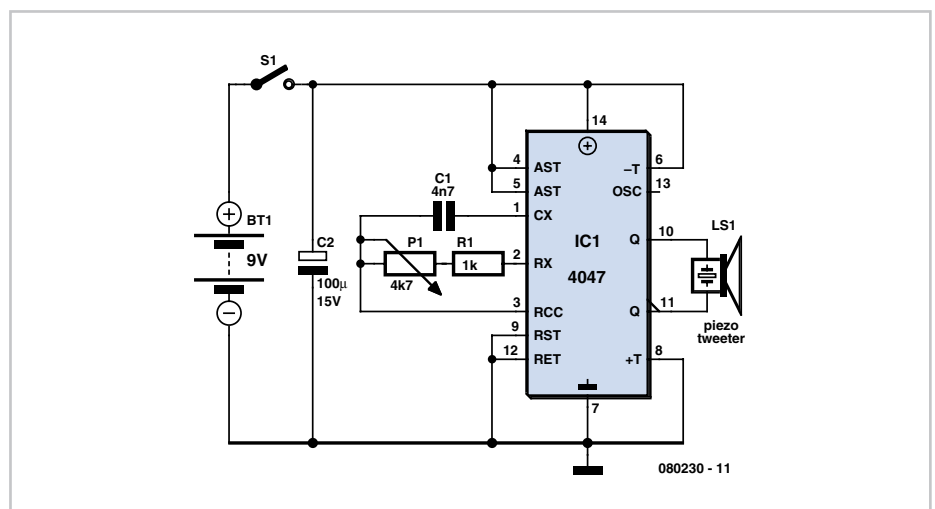 S1
14
4 AST
–T 6
5 AST
OSC 13
C1
4n7
1 CX
BT1
9V
C2
100µ
15V
P1
4k7
R1
1k
2 RX
IC1
4047
Q 10
LS1
3 RCC
Q 11
9 RST
piezo
tweeter
12 RET
+T 8
7
080230 - 11